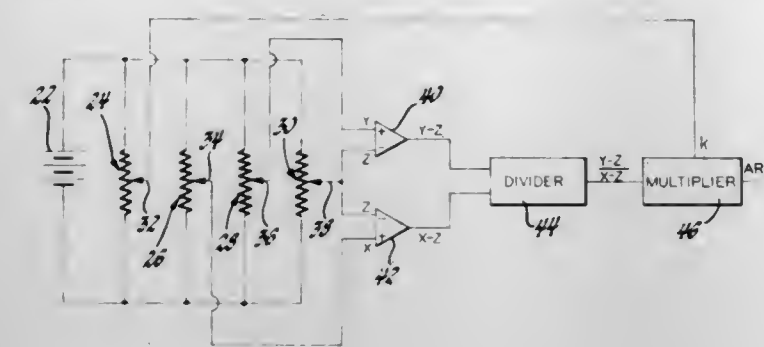 22
24
26
28
30
32
34
36
38
Y
+
-
Z
40
Y-Z
Z
-
+
X
42
X-Z
DIVIDER
44
Y-Z
X-Z
k
MULTIPLIER
46
AR